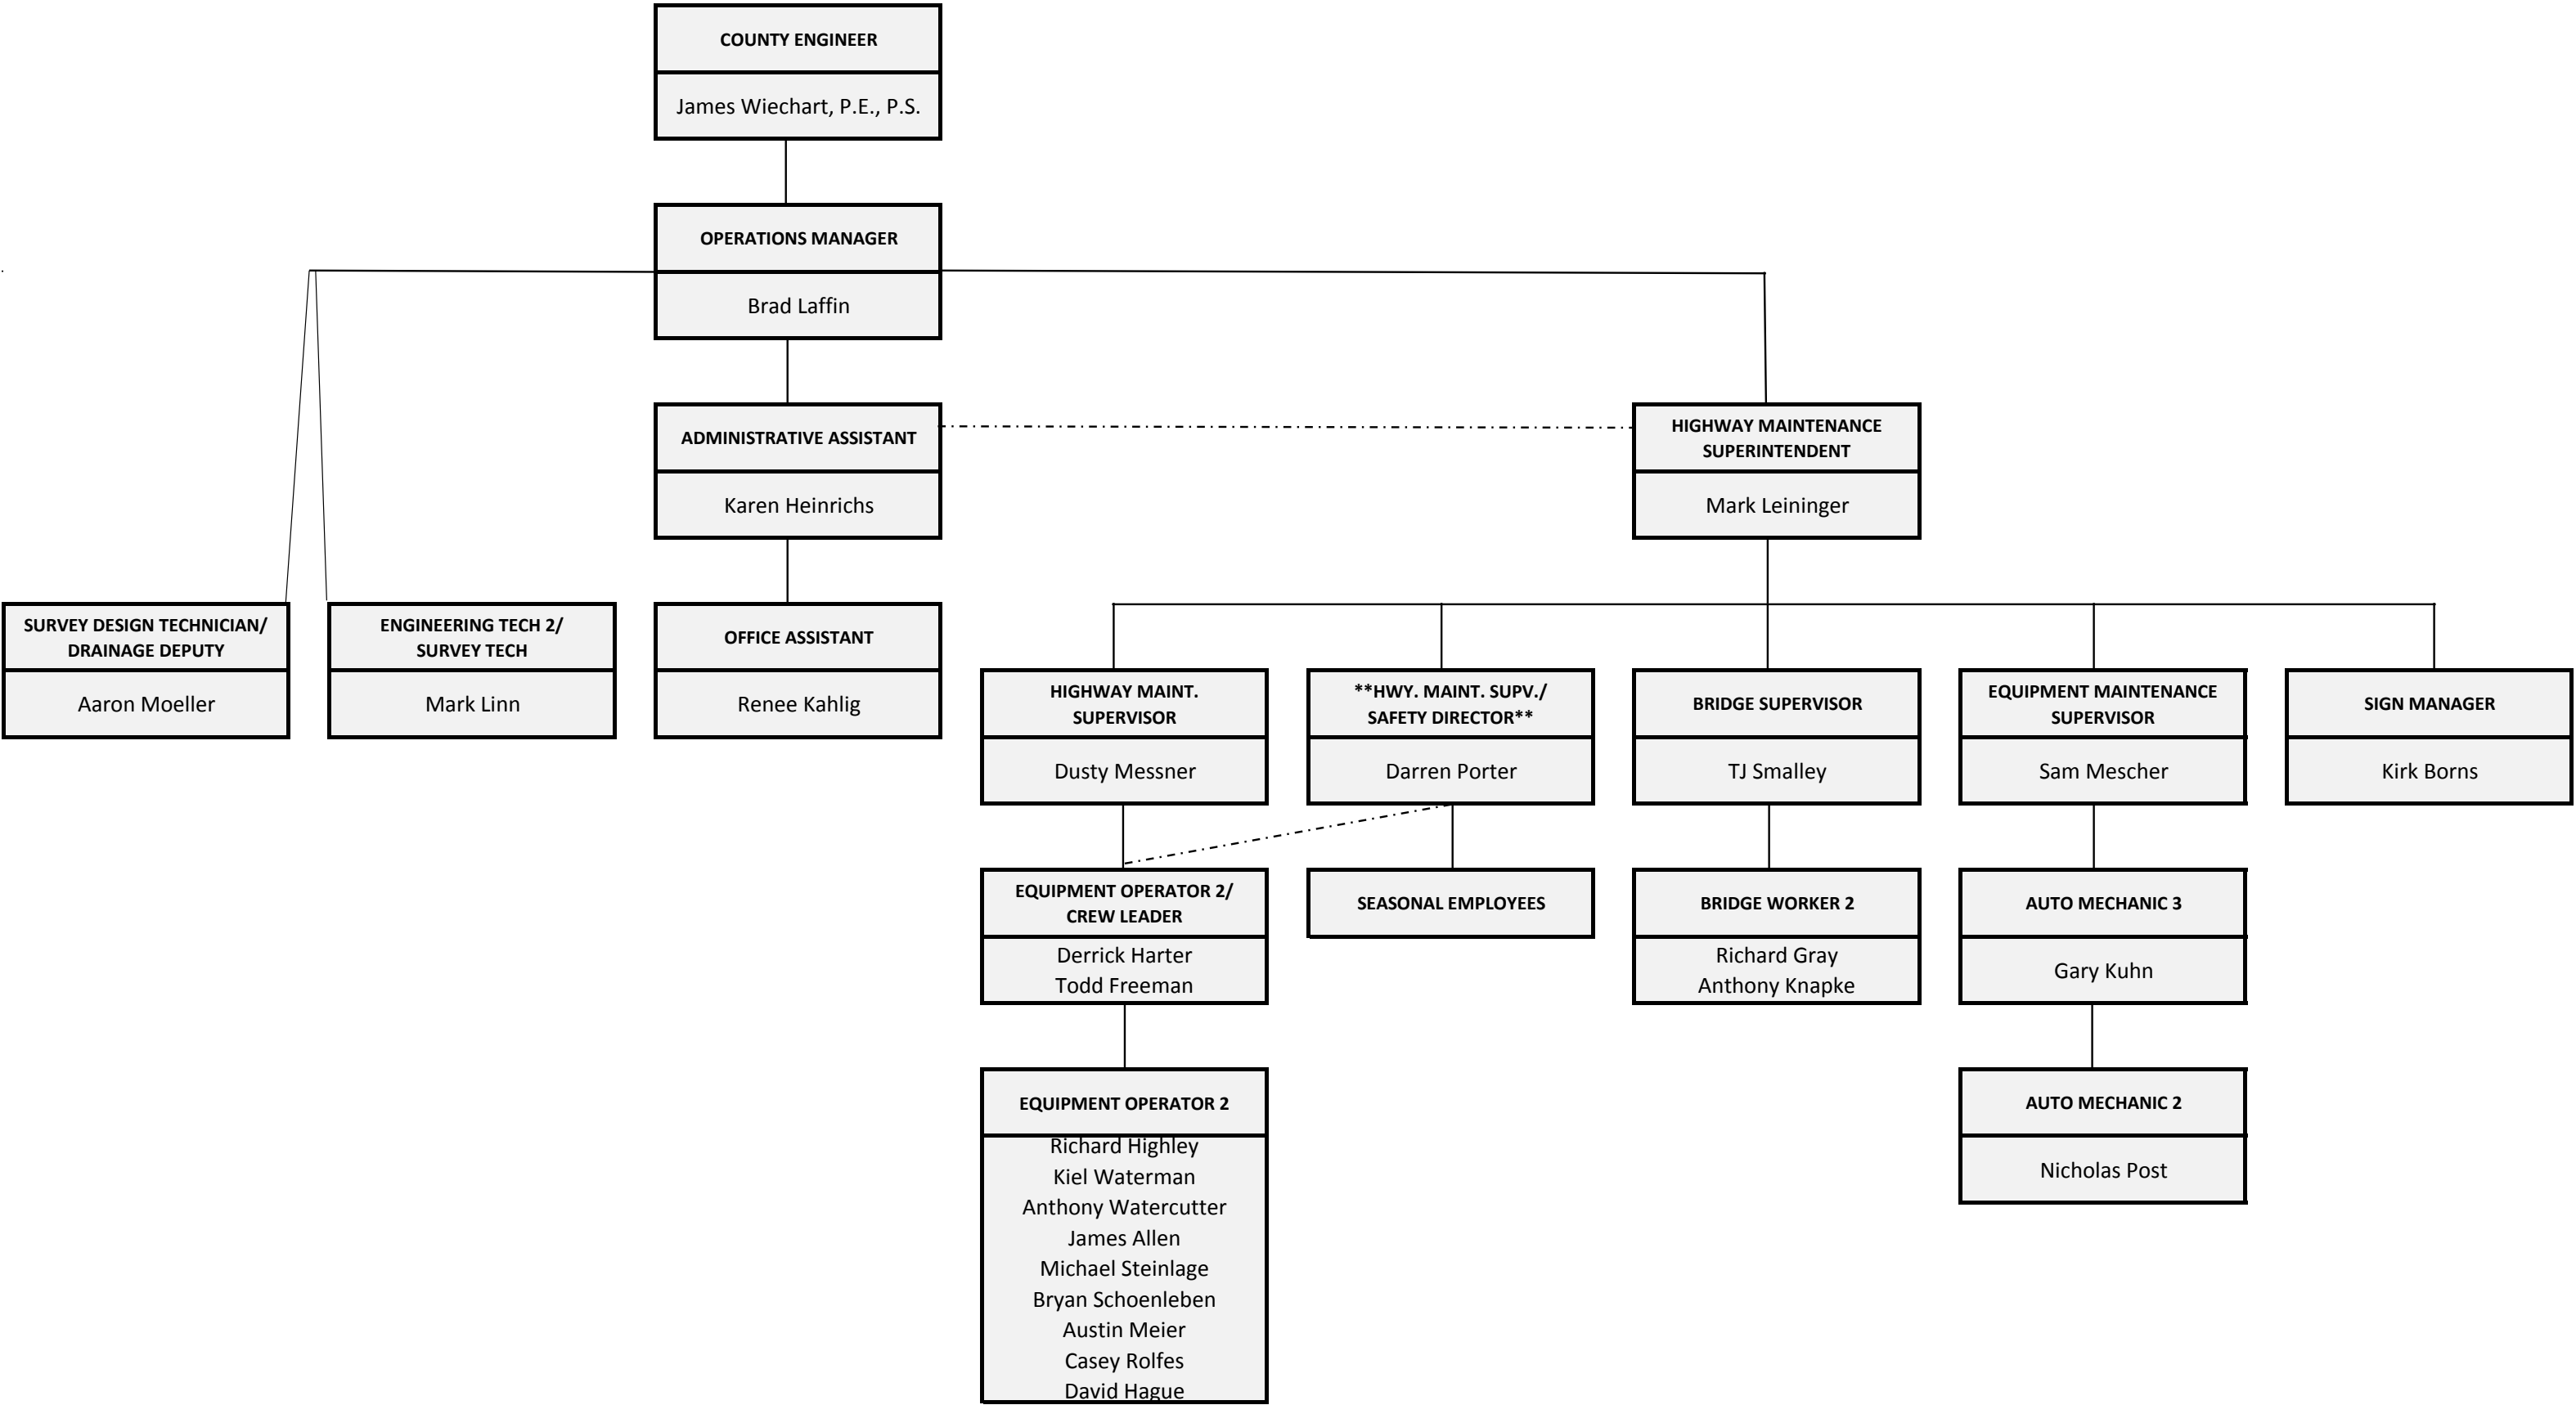 COUNTY ENGINEER
James Wiechart, P.E., P.S.
OPERATIONS MANAGER
Brad Laffin
ADMINISTRATIVE ASSISTANT
Karen Heinrichs
HIGHWAY MAINTENANCE
SUPERINTENDENT
Mark Leininger
SURVEY DESIGN TECHNICIAN/
DRAINAGE DEPUTY
Aaron Moeller
ENGINEERING TECH 2/
SURVEY TECH
Mark Linn
OFFICE ASSISTANT
Renee Kahlig
HIGHWAY MAINT.
SUPERVISOR
Dusty Messner
**HWY. MAINT. SUPV./
SAFETY DIRECTOR**
Darren Porter
BRIDGE SUPERVISOR
TJ Smalley
EQUIPMENT MAINTENANCE
SUPERVISOR
Sam Mescher
SIGN MANAGER
Kirk Borns
EQUIPMENT OPERATOR 2/
CREW LEADER
Derrick Harter
Todd Freeman
SEASONAL EMPLOYEES
BRIDGE WORKER 2
Richard Gray
Anthony Knapke
AUTO MECHANIC 3
Gary Kuhn
EQUIPMENT OPERATOR 2
Richard Highley
Kiel Waterman
Anthony Watercutter
James Allen
Michael Steinlage
Bryan Schoenleben
Austin Meier
Casey Rolfes
David Hague
AUTO MECHANIC 2
Nicholas Post